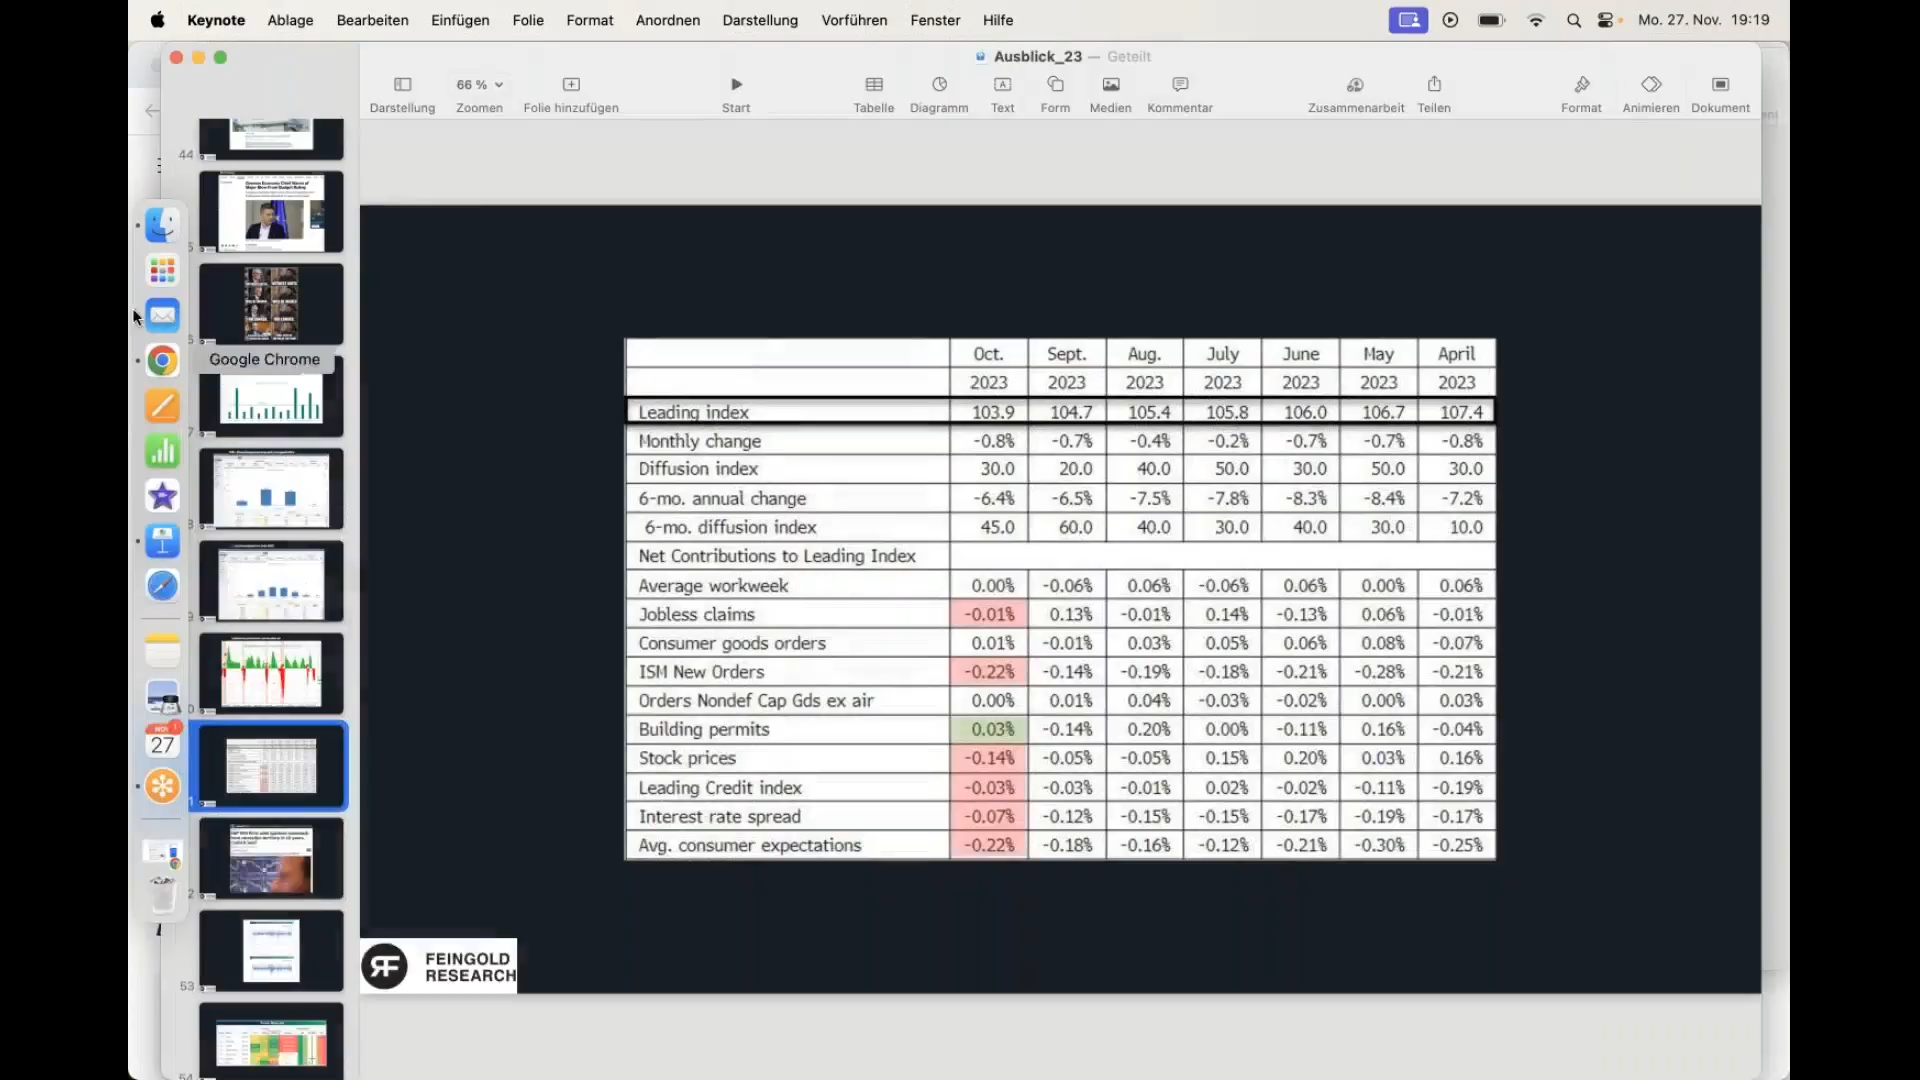 Keynote Ablage Bearbeiten Einfügen Folie Format Anordnen Darstellung Vorführen Fenster Hilfe Mo. 27. Nov. 19:19
Ausblick_23 — Geteilt
66 %
Darstellung Zoomen Folie hinzufügen Start Tabelle Diagramm Text Form Medien Kommentar Zusammenarbeit Teilen Format Animieren Dokument
44
Google Chrome
NOV 1
27
53
54
Oct. Sept. Aug. July June May April
2023 2023 2023 2023 2023 2023 2023
Leading index 103.9 104.7 105.4 105.8 106.0 106.7 107.4
Monthly change -0.8% -0.7% -0.4% -0.2% -0.7% -0.7% -0.8%
Diffusion index 30.0 20.0 40.0 50.0 30.0 50.0 30.0
6-mo. annual change -6.4% -6.5% -7.5% -7.8% -8.3% -8.4% -7.2%
6-mo. diffusion index 45.0 60.0 40.0 30.0 40.0 30.0 10.0
Net Contributions to Leading Index
Average workweek 0.00% -0.06% 0.06% -0.06% 0.06% 0.00% 0.06%
Jobless claims -0.01% 0.13% -0.01% 0.14% -0.13% 0.06% -0.01%
Consumer goods orders 0.01% -0.01% 0.03% 0.05% 0.06% 0.08% -0.07%
ISM New Orders -0.22% -0.14% -0.19% -0.18% -0.21% -0.28% -0.21%
Orders Nondef Cap Gds ex air 0.00% 0.01% 0.04% -0.03% -0.02% 0.00% 0.03%
Building permits 0.03% -0.14% 0.20% 0.00% -0.11% 0.16% -0.04%
Stock prices -0.14% -0.05% -0.05% 0.15% 0.20% 0.03% 0.16%
Leading Credit index -0.03% -0.03% -0.01% 0.02% -0.02% -0.11% -0.19%
Interest rate spread -0.07% -0.12% -0.15% -0.15% -0.17% -0.19% -0.17%
Avg. consumer expectations -0.22% -0.18% -0.16% -0.12% -0.21% -0.30% -0.25%
RF FEINGOLD
RESEARCH